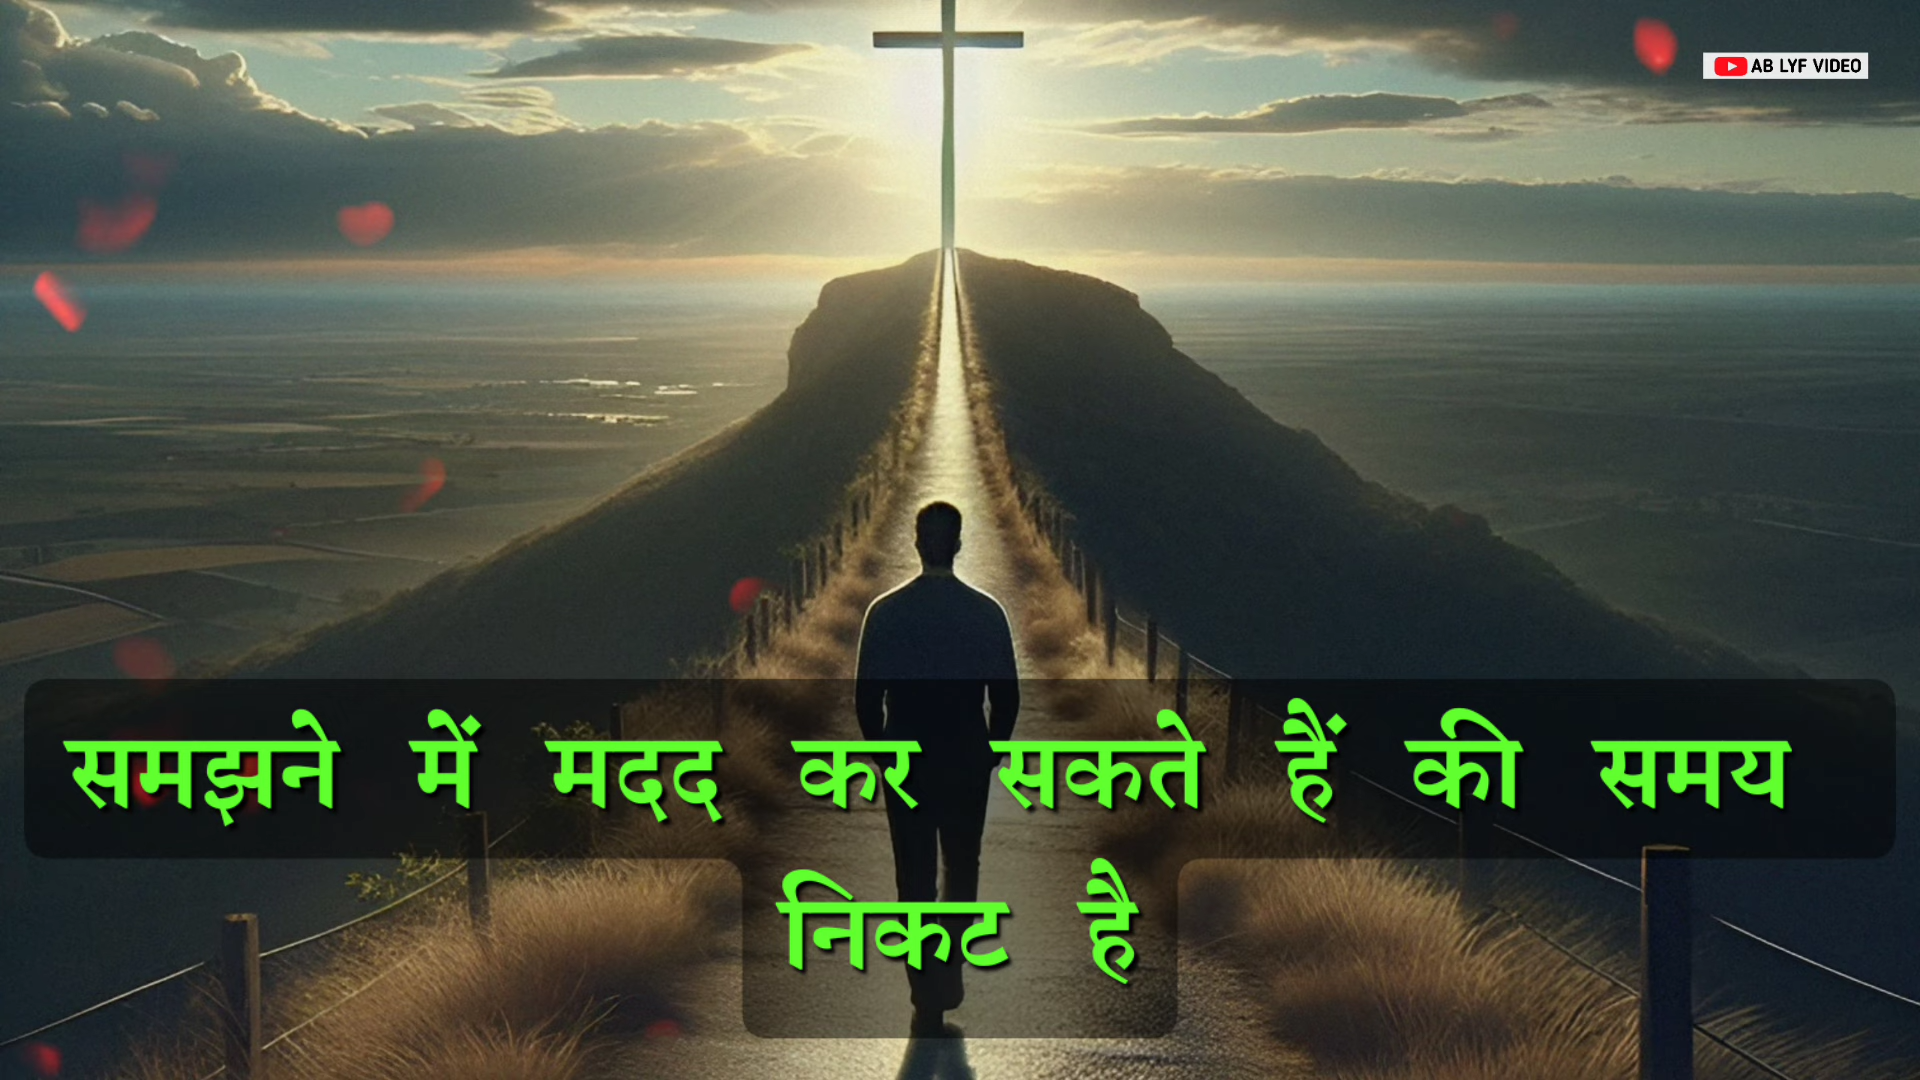 AB LYF VIDEO
समझने में मदद कर सकते हैं की समय
निकट है